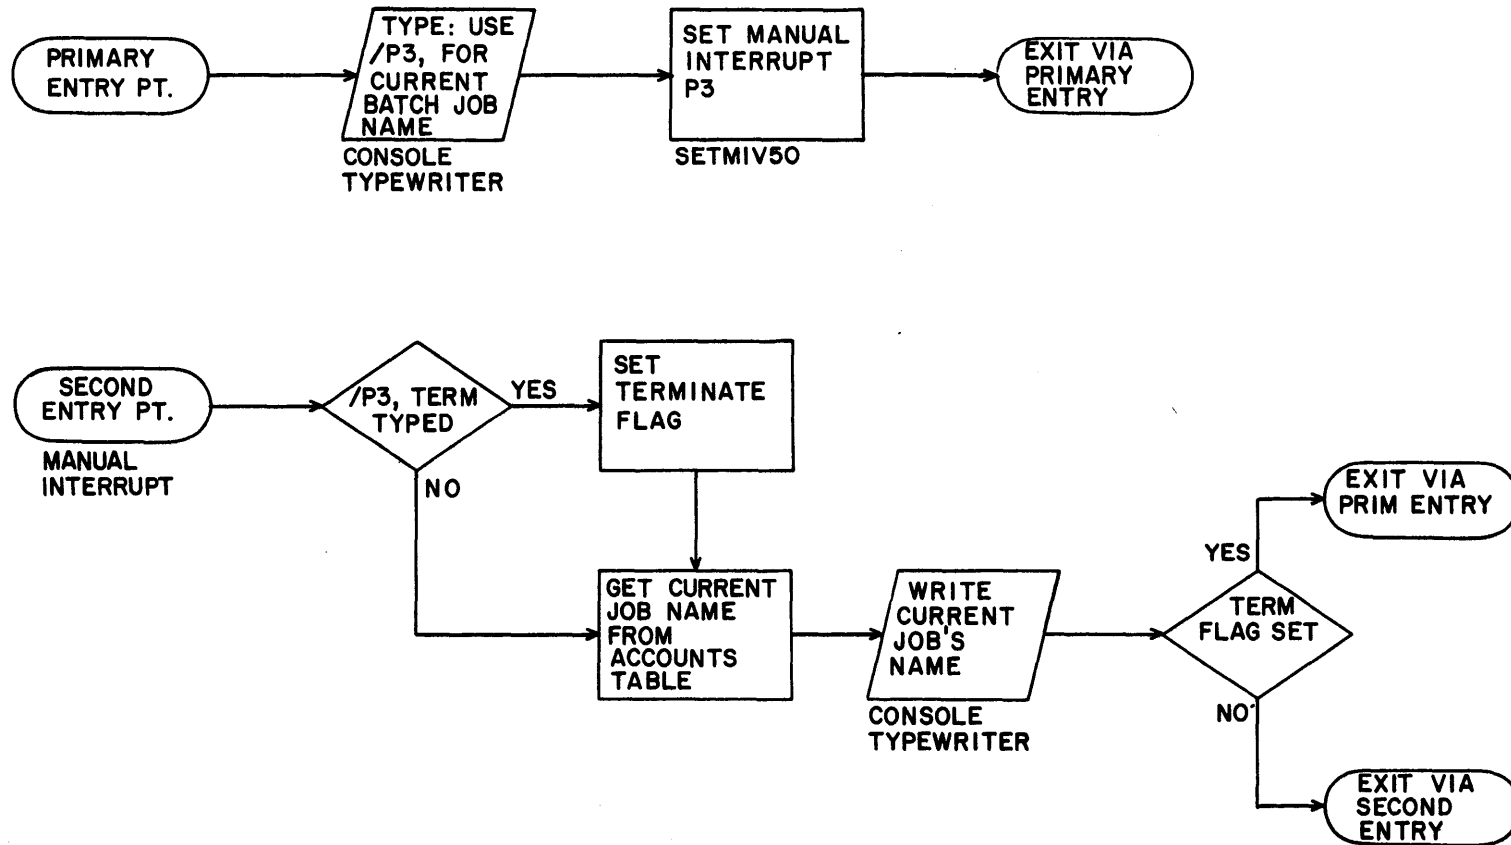 PRIMARY
ENTRY PT.
TYPE: USE
/P3, FOR
CURRENT
BATCH JOB
NAME
CONSOLE
TYPEWRITER
SET MANUAL
INTERRUPT
P3
SETMIV50
EXIT VIA
PRIMARY
ENTRY
SECOND
ENTRY PT.
MANUAL
INTERRUPT
/P3, TERM
TYPED
YES
NO
SET
TERMINATE
FLAG
GET CURRENT
JOB NAME
FROM
ACCOUNTS
TABLE
WRITE
CURRENT
JOB'S
NAME
CONSOLE
TYPEWRITER
TERM
FLAG SET
YES
NO
EXIT VIA
PRIM ENTRY
EXIT VIA
SECOND
ENTRY